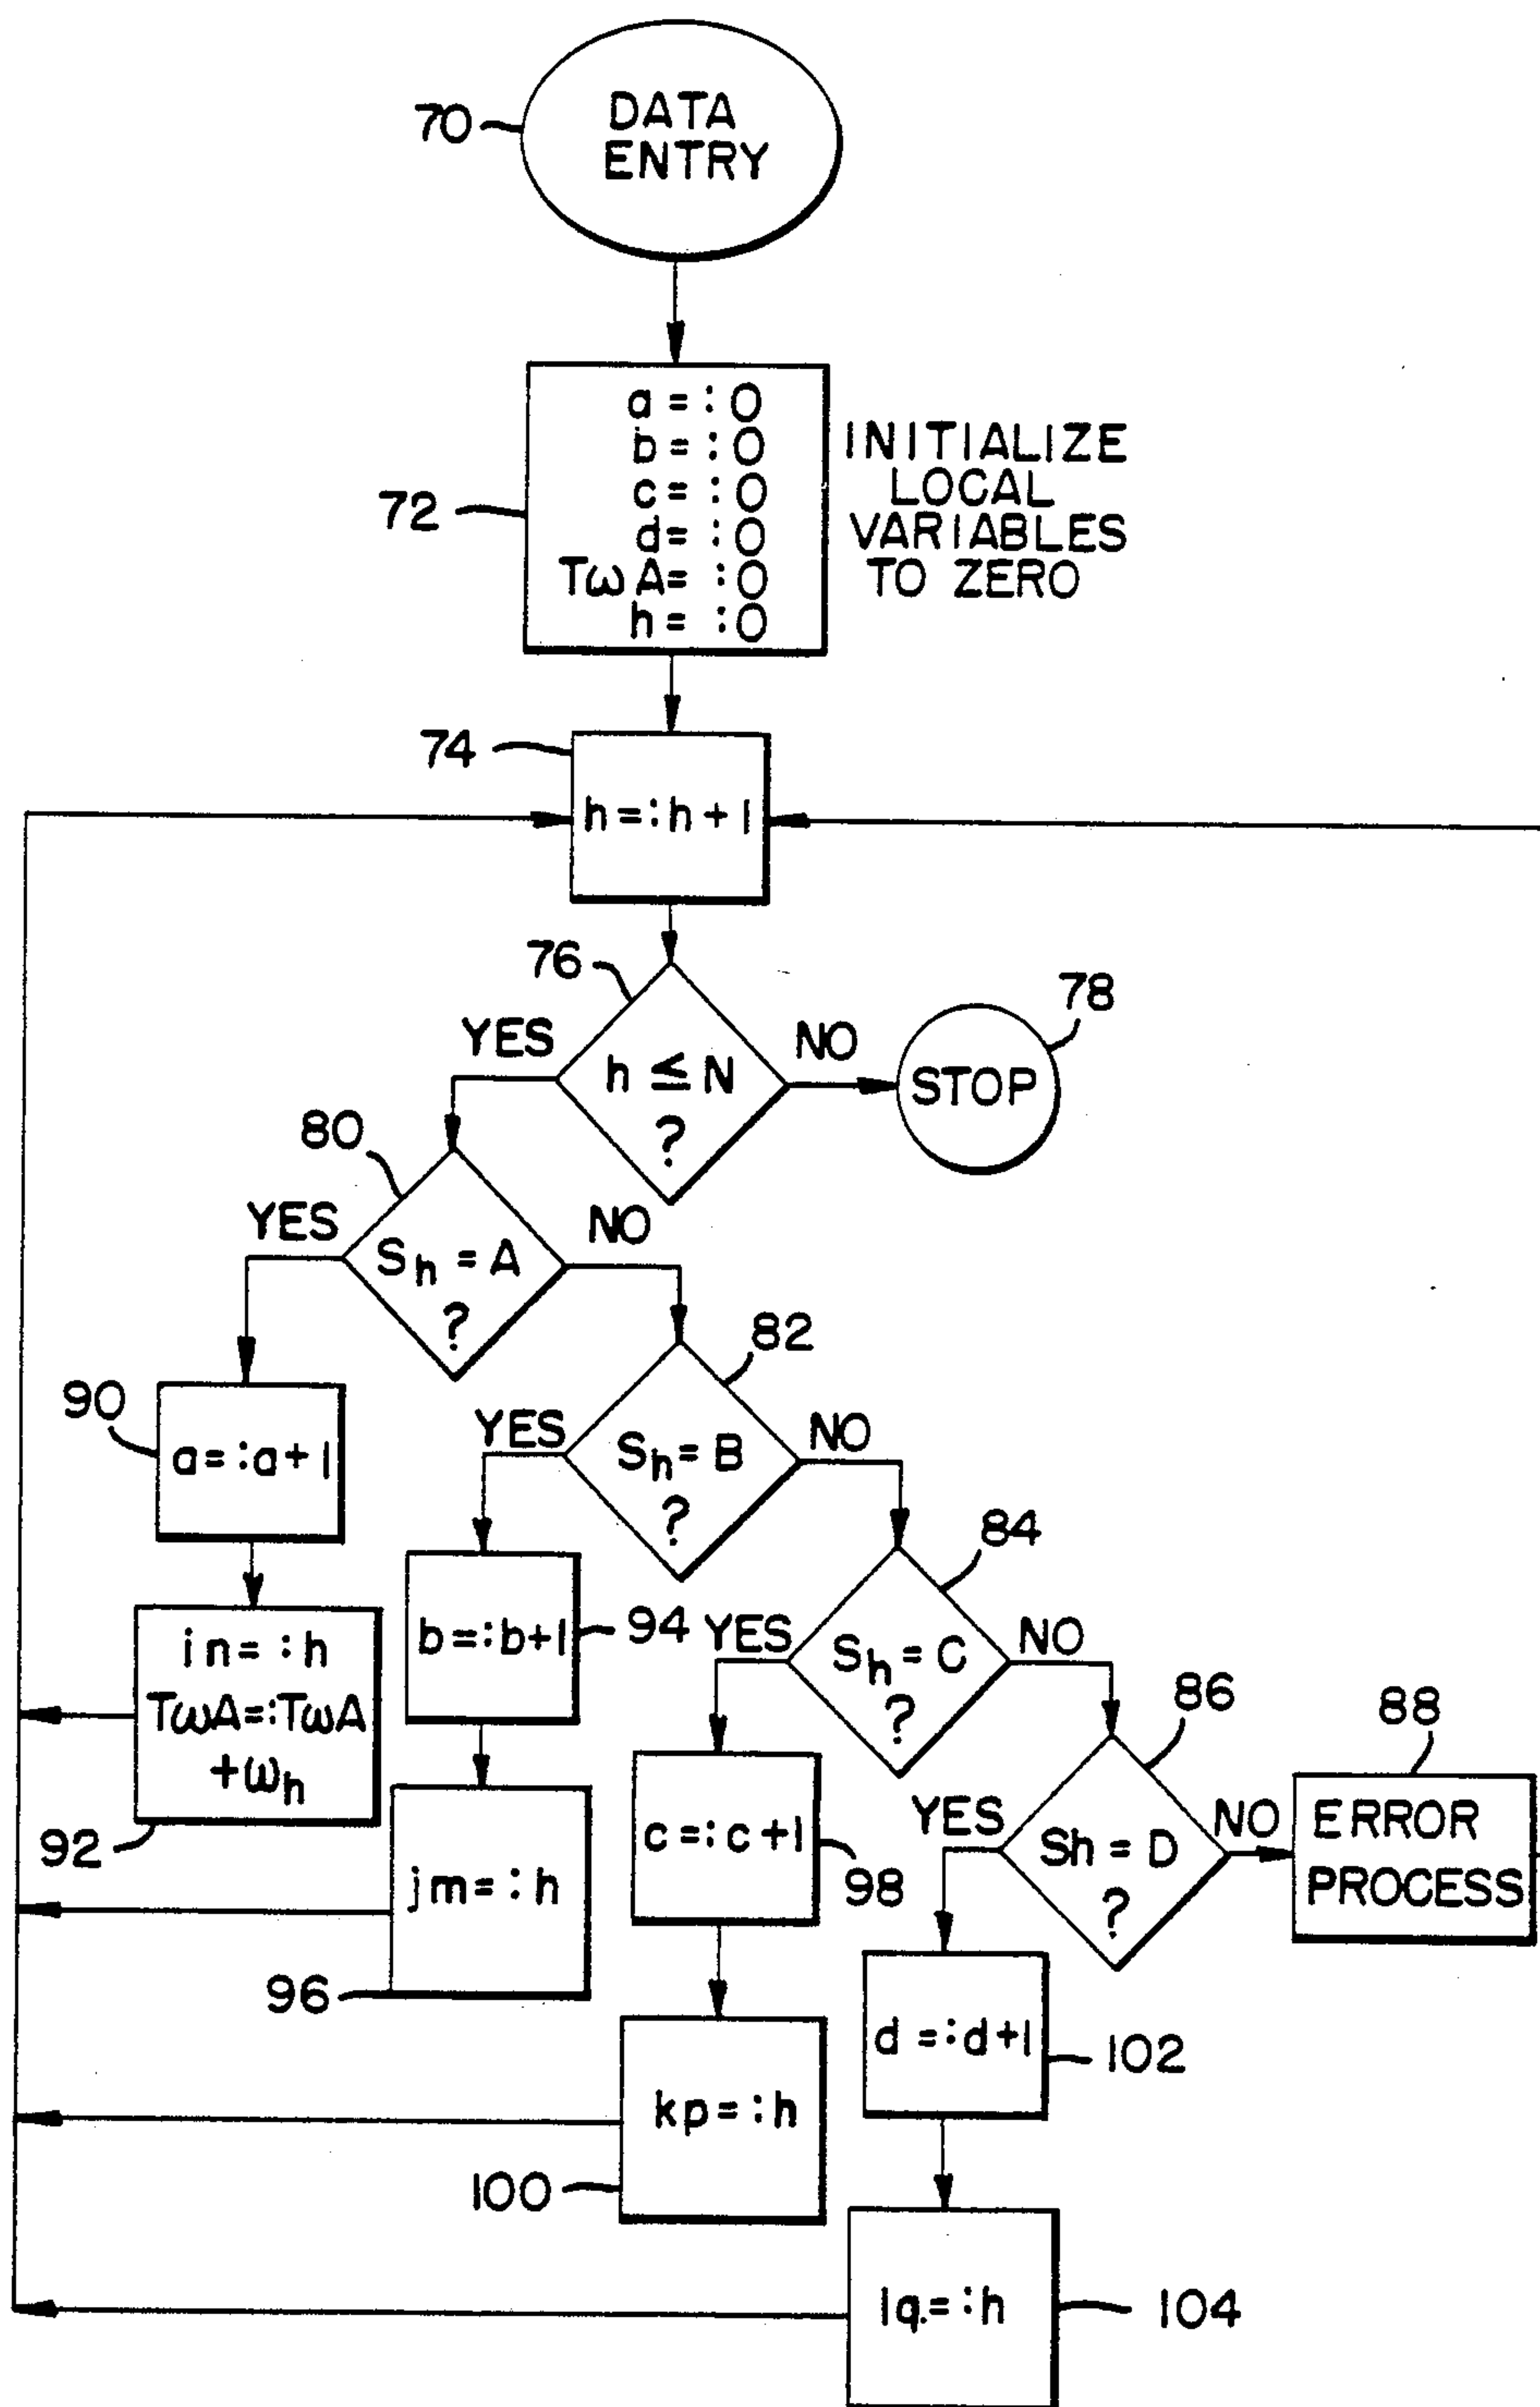 70
DATA
ENTRY
72
a = : 0
b = : 0
c = : 0
d = : 0
TωA = : 0
h = : 0
INITIALIZE
LOCAL
VARIABLES
TO ZERO
74
h = : h + 1
76
h ≤ N
?
YES
NO
78
STOP
80
Sh = A
?
YES
NO
82
Sh = B
?
YES
NO
90
a = : a + 1
84
Sh = C
?
YES
NO
94
b = : b + 1
in = : h
TωA = : TωA
+ ωh
92
86
Sh = D
?
YES
NO
88
ERROR
PROCESS
jm = : h
96
c = : c + 1
98
d = : d + 1
102
kp = : h
100
lq. = : h
104